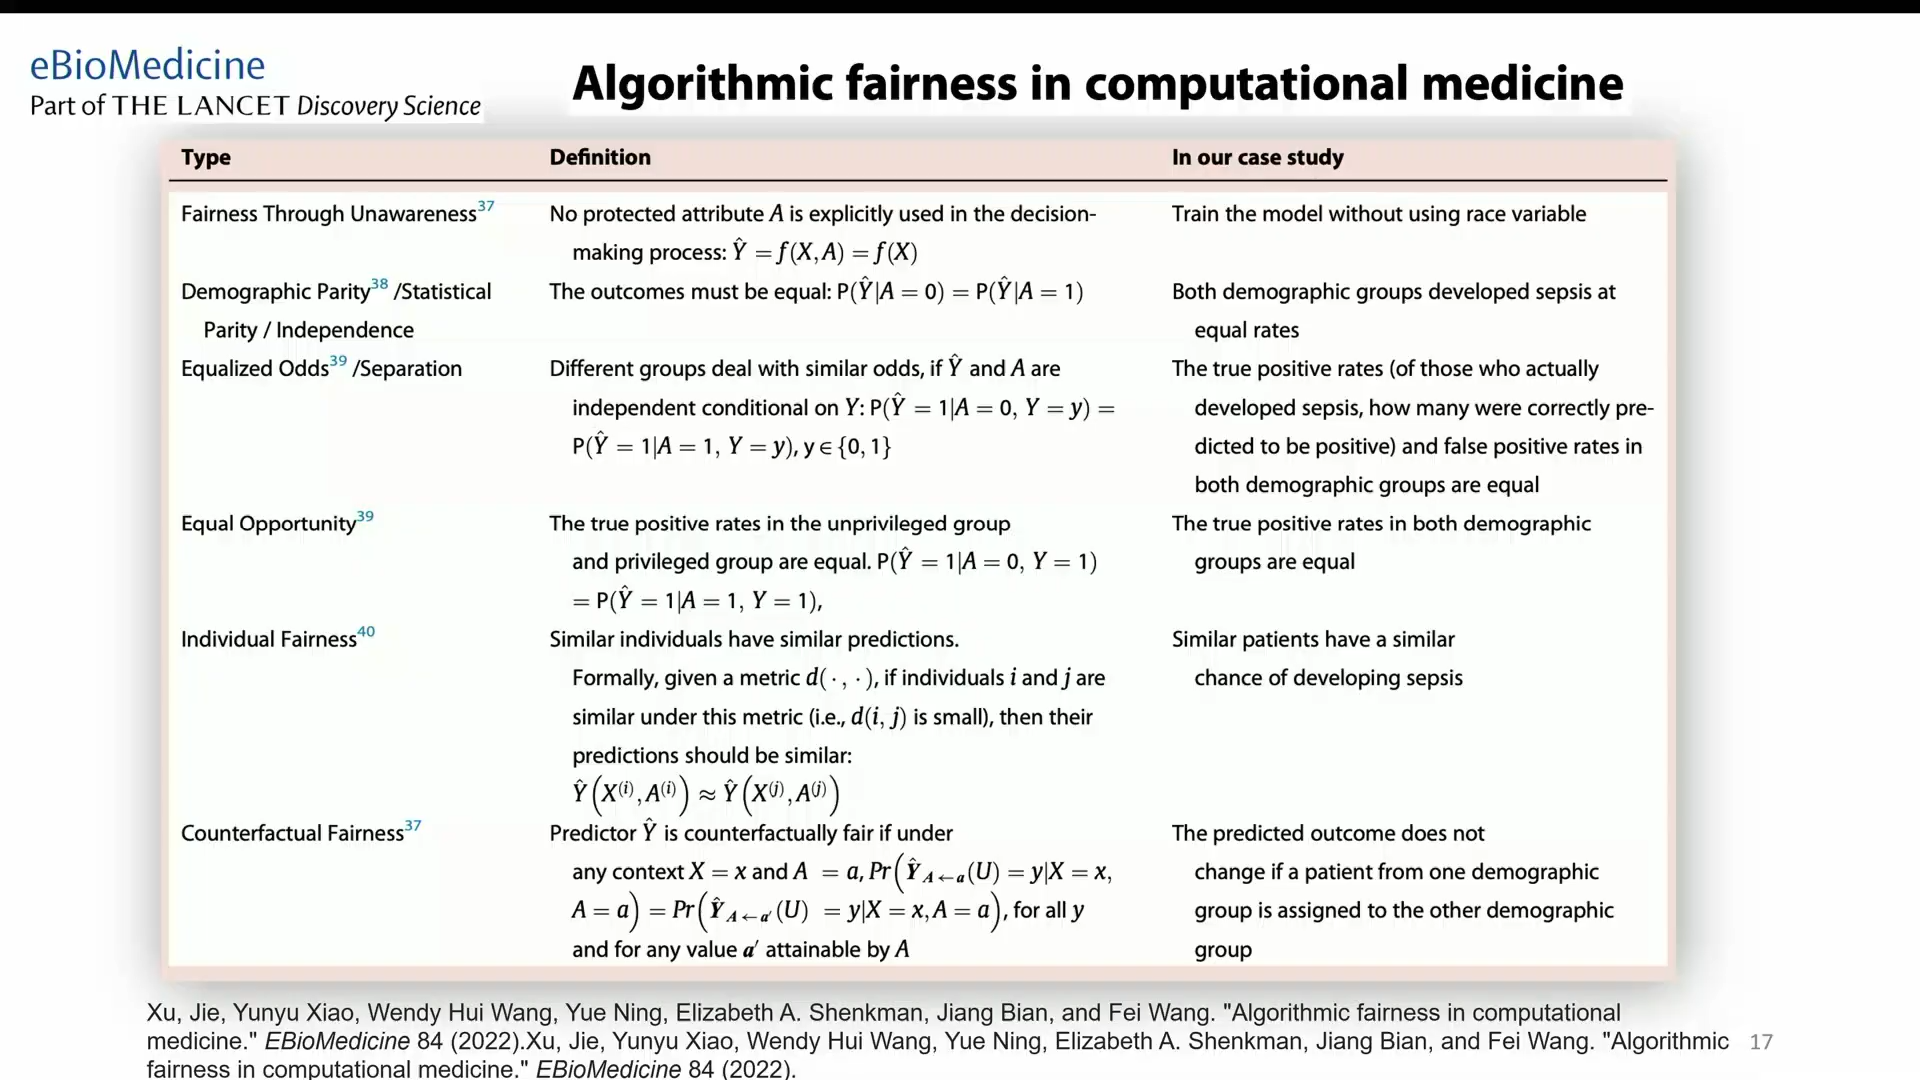 eBioMedicine
Part of THE LANCET Discovery Science
Algorithmic fairness in computational medicine
Type Definition In our case study
Fairness Through Unawareness37 No protected attribute A is explicitly used in the decision- Train the model without using race variable
making process: Ŷ = f(X, A) = f(X)
Demographic Parity38 /Statistical The outcomes must be equal: P(Ŷ|A = 0) = P(Ŷ|A = 1) Both demographic groups developed sepsis at
Parity / Independence equal rates
Equalized Odds39 /Separation Different groups deal with similar odds, if Ŷ and A are The true positive rates (of those who actually
independent conditional on Y: P(Ŷ = 1|A = 0, Y = y) = developed sepsis, how many were correctly pre-
P(Ŷ = 1|A = 1, Y = y), y ∈ {0, 1} dicted to be positive) and false positive rates in
both demographic groups are equal
Equal Opportunity39 The true positive rates in the unprivileged group The true positive rates in both demographic
and privileged group are equal. P(Ŷ = 1|A = 0, Y = 1) groups are equal
= P(Ŷ = 1|A = 1, Y = 1),
Individual Fairness40 Similar individuals have similar predictions. Similar patients have a similar
Formally, given a metric d(·, ·), if individuals i and j are chance of developing sepsis
similar under this metric (i.e., d(i, j) is small), then their
predictions should be similar:
Ŷ(X(i), A(i)) ≈ Ŷ(X(j), A(j))
Counterfactual Fairness37 Predictor Ŷ is counterfactually fair if under The predicted outcome does not
any context X = x and A = a, Pr(ŶA←a(U) = y|X = x, change if a patient from one demographic
A = a) = Pr(ŶA←a′(U) = y|X = x, A = a), for all y group is assigned to the other demographic
and for any value a′ attainable by A group
Xu, Jie, Yunyu Xiao, Wendy Hui Wang, Yue Ning, Elizabeth A. Shenkman, Jiang Bian, and Fei Wang. "Algorithmic fairness in computational
medicine." EBioMedicine 84 (2022).Xu, Jie, Yunyu Xiao, Wendy Hui Wang, Yue Ning, Elizabeth A. Shenkman, Jiang Bian, and Fei Wang. "Algorithmic 17
fairness in computational medicine." EBioMedicine 84 (2022).